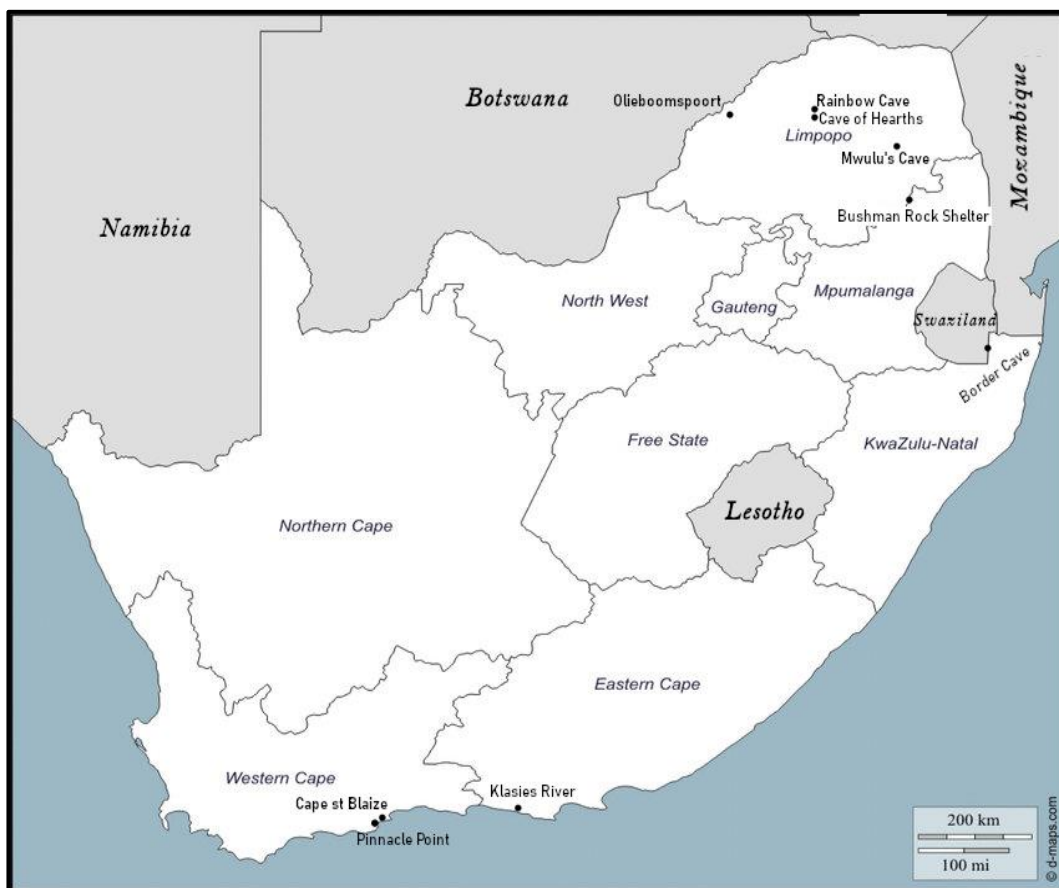 Botswana
Mozambique
Olieboomspoort
Rainbow Cave
Cave of Hearths
Limpopo
Mwulu's Cave
Bushman Rock Shelter
Namibia
North West
Gauteng
Mpumalanga
Swaziland
Border Cave
Free State
KwaZulu-Natal
Lesotho
Northern Cape
Eastern Cape
Western Cape
Klasies River
Cape st Blaize
Pinnacle Point
200 km
100 mi
© d-maps.com